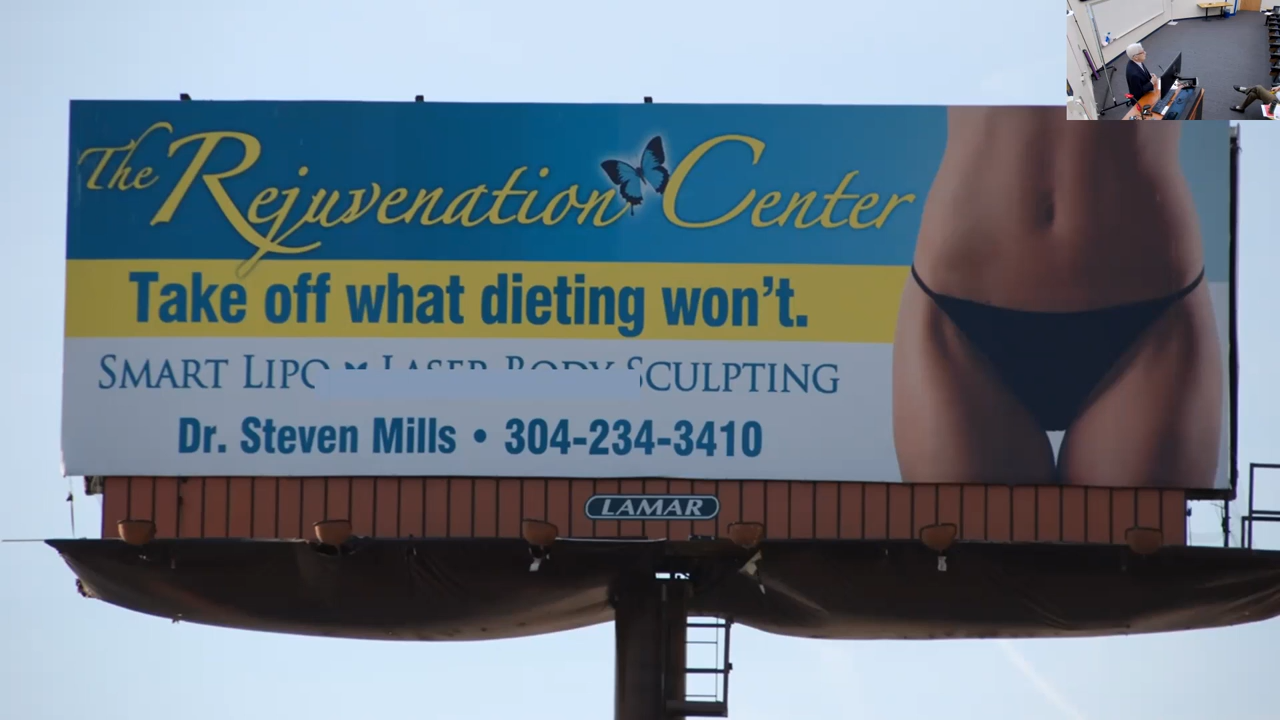 The Rejuvenation Center
Take off what dieting won't.
SMART LIPO LASER BODY SCULPTING
Dr. Steven Mills • 304-234-3410
LAMAR